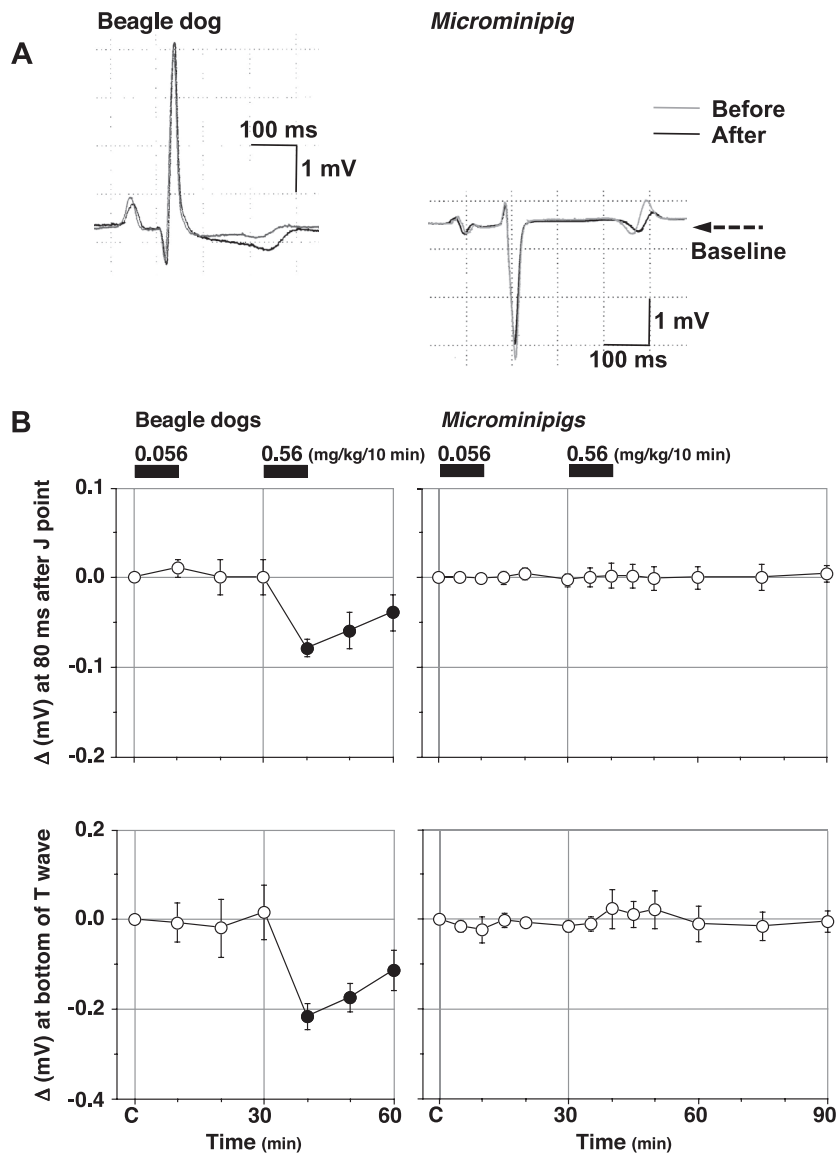 Beagle dog
Microminipig
A
100 ms
1 mV
Before
After
Baseline
1 mV
100 ms
B
Beagle dogs
Microminipigs
0.056
0.56 (mg/kg/10 min)
0.056
0.56 (mg/kg/10 min)
Δ (mV) at 80 ms after J point
0.1
0.0
-0.1
-0.2
Δ (mV) at bottom of T wave
0.2
0.0
-0.2
-0.4
C
30
60
C
30
60
90
Time (min)
Time (min)